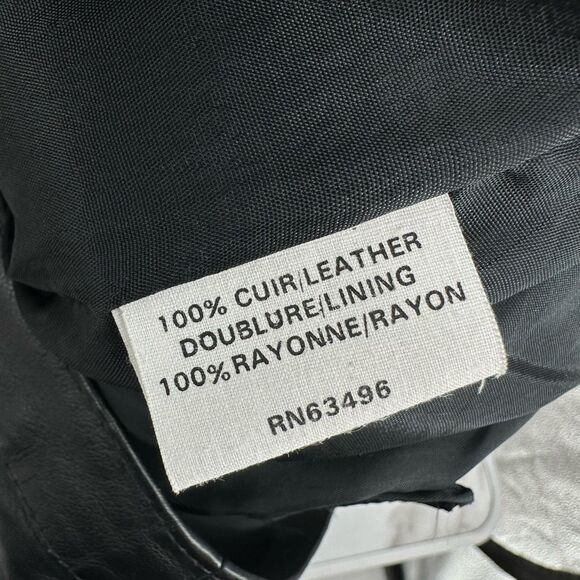 100% CUIR/LEATHER
DOUBLURE/LINING
100% RAYONNE/RAYON
RN63496